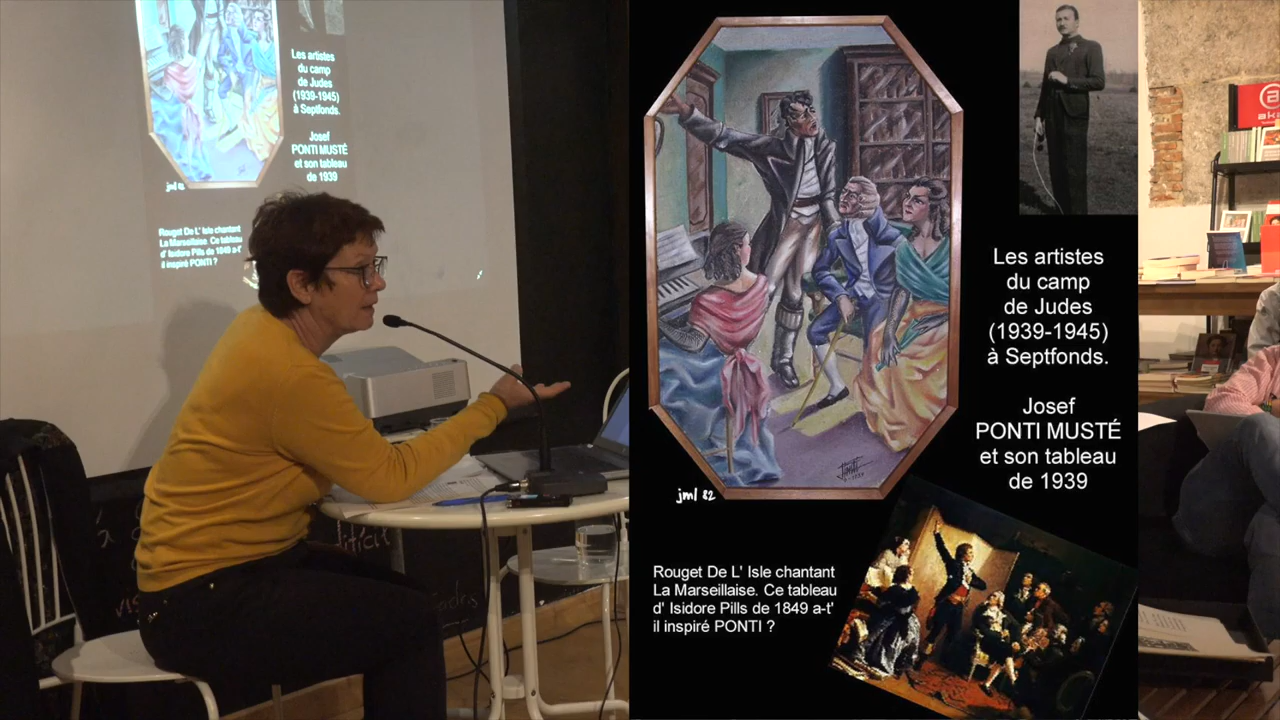 Les artistes
du camp
de Judes
(1939-1945)
à Septfonds.
Josef
PONTI MUSTÉ
et son tableau
de 1939
jml 82
Rouget De L' Isle chantant
La Marseillaise. Ce tableau
d' Isidore Pills de 1849 a-t'
il inspiré PONTI ?
Les artistes
du camp
de Judes
(1939-1945)
à Septfonds.
Josef
PONTI MUSTÉ
et son tableau
de 1939
jml 82
Rouget De L' Isle chantant
La Marseillaise. Ce tableau
d' Isidore Pills de 1849 a-t'
il inspiré PONTI ?